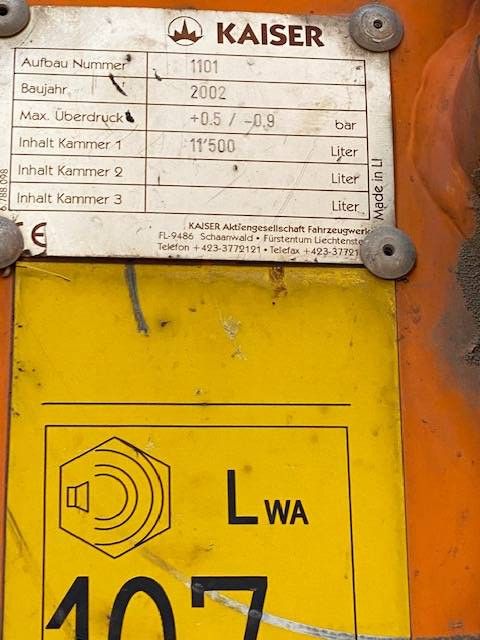 KAISER
Aufbau Nummer 1101
Baujahr 2002
Max. Überdruck +0.5 / -0.9 bar
Inhalt Kammer 1 11'500 Liter
Inhalt Kammer 2 Liter
Inhalt Kammer 3 Liter
Made in LI
KAISER Aktiengesellschaft Fahrzeugwerk
FL-9486 Schaanwald • Fürstentum Liechtenste
Telefon +423-3772121 • Telefax +423-37721
CE
LWA
107